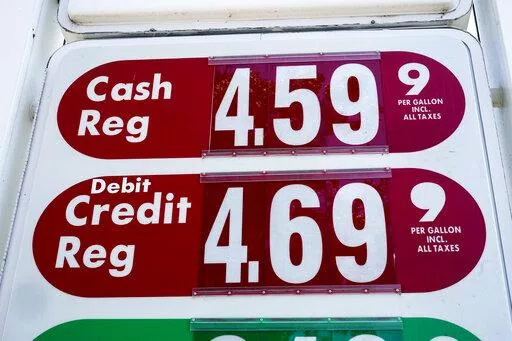 Cash
Reg
4.59 9
PER GALLON
INCL.
ALL TAXES
Debit
Credit
Reg
4.69 9
PER GALLON
INCL.
ALL TAXES